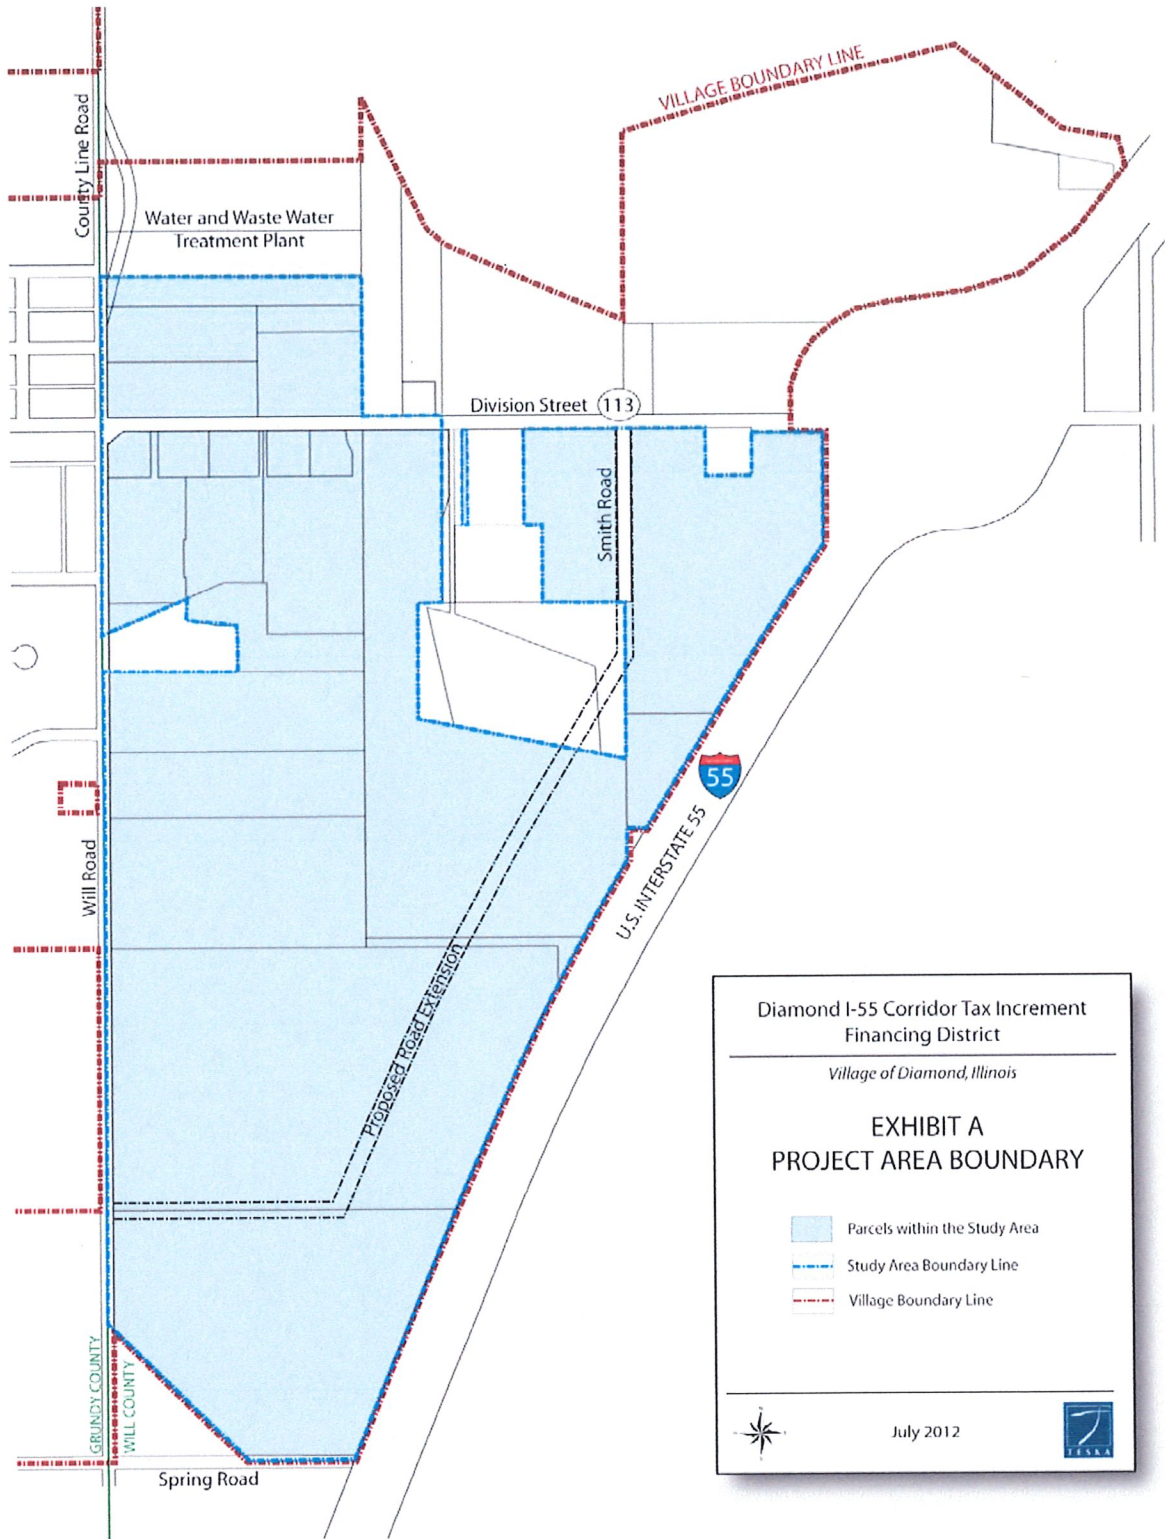 VILLAGE BOUNDARY LINE
County Line Road
Water and Waste Water
Treatment Plant
Division Street
113
Smith Road
55
U.S. INTERSTATE 55
Will Road
Proposed Road Extension
GRUNDY COUNTY
WILL COUNTY
Spring Road
Diamond I-55 Corridor Tax Increment
Financing District
Village of Diamond, Illinois
EXHIBIT A
PROJECT AREA BOUNDARY
Parcels within the Study Area
Study Area Boundary Line
Village Boundary Line
July 2012
TESKA